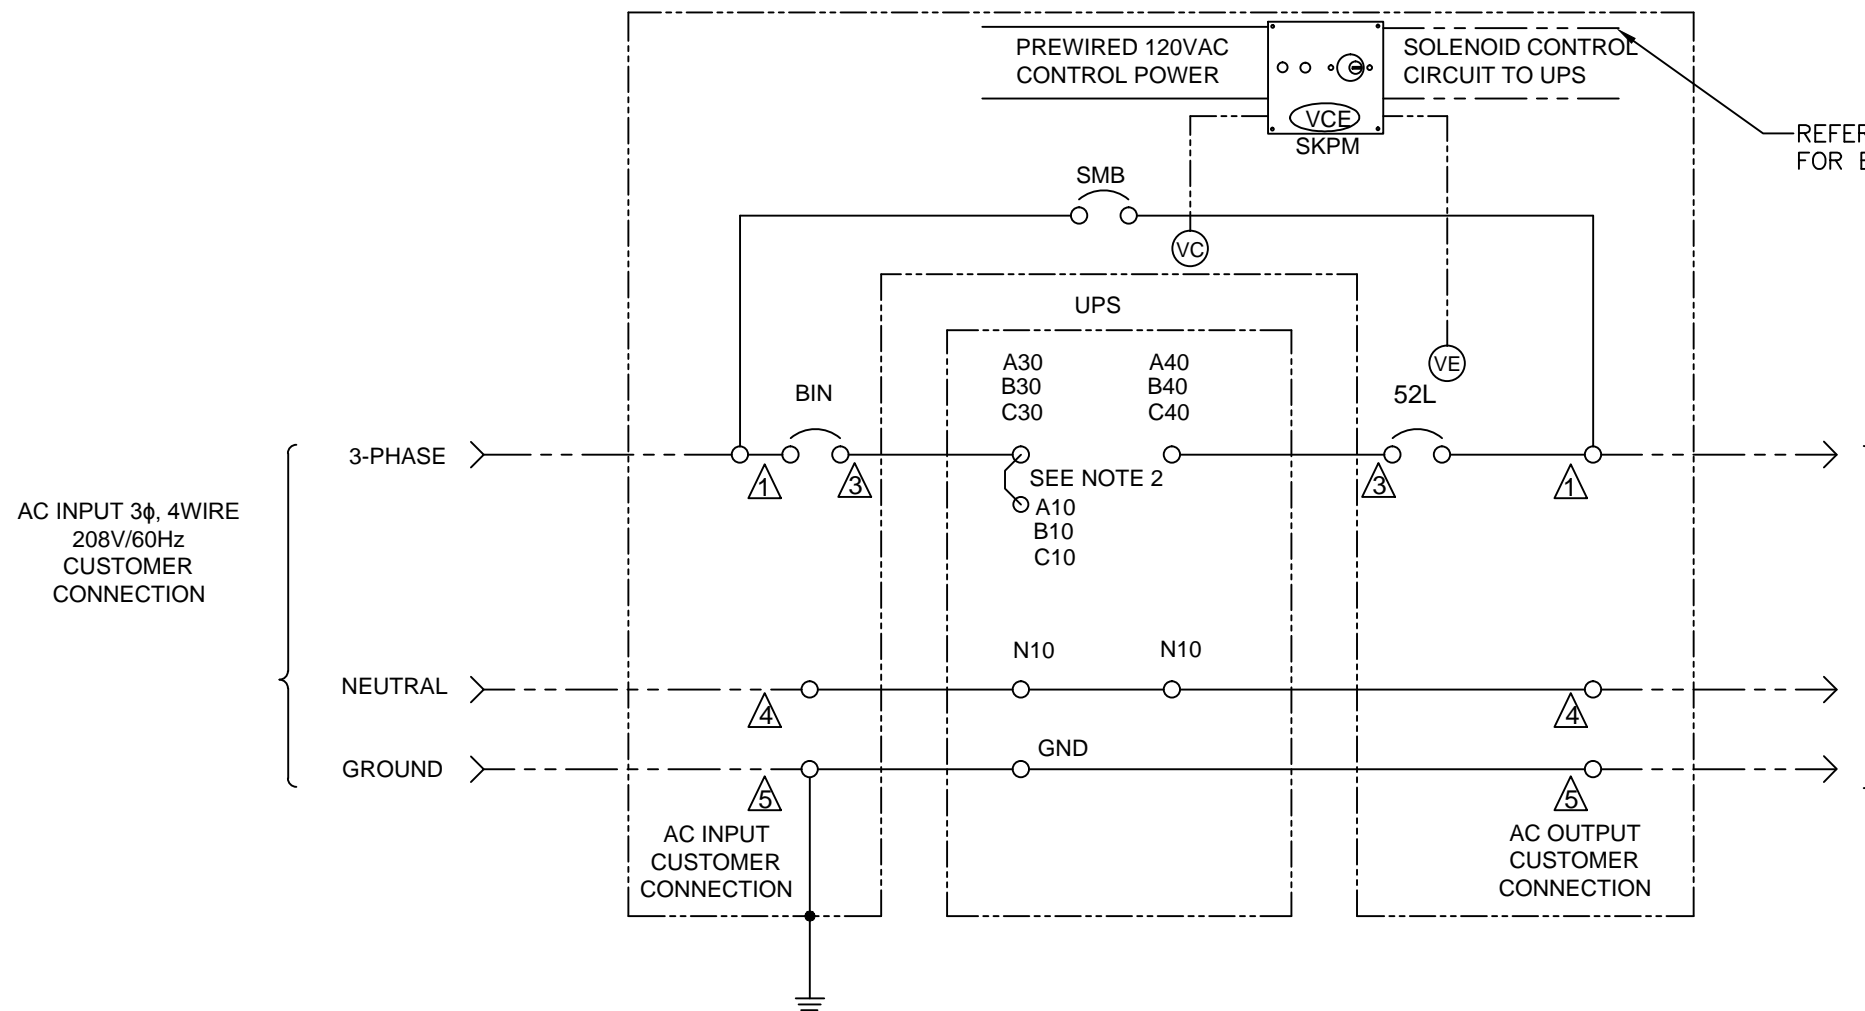 PREWIRED 120VAC
CONTROL POWER
SOLENOID CONTROL
CIRCUIT TO UPS
VCE
SKPM
FOR
SMB
VC
UPS
A30
B30
C30
A40
B40
C40
VE
BIN
52L
3-PHASE
1
3
SEE NOTE 2
3
1
A10
B10
C10
AC INPUT 3ϕ, 4WIRE
208V/60Hz
CUSTOMER
CONNECTION
N10
N10
NEUTRAL
4
4
GND
GROUND
5
5
AC INPUT
CUSTOMER
CONNECTION
AC OUTPUT
CUSTOMER
CONNECTION